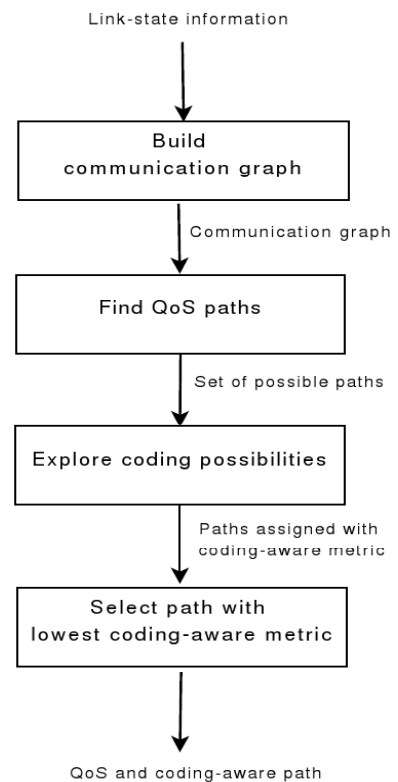 Link-state information
Build
communication graph
Communication graph
Find QoS paths
Set of possible paths
Explore coding possibilities
Paths assigned with
coding-aware metric
Select path with
lowest coding-aware metric
QoS and coding-aware path